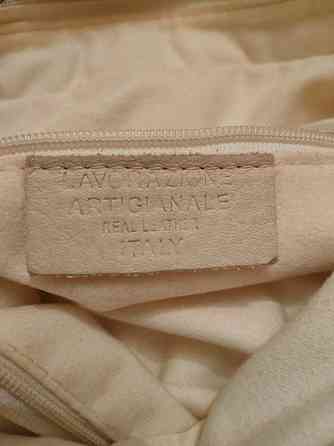 LAVORAZIONE
ARTIGIANALE
REAL LEATHER
ITALY